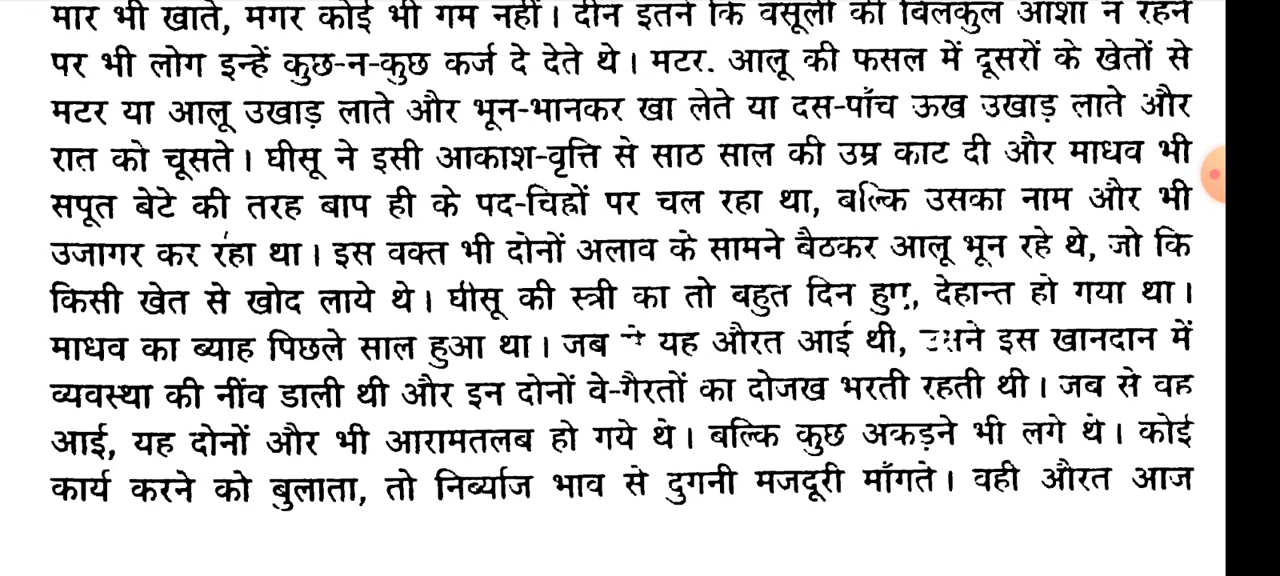 मार भी खाते, मगर कोई भी गम नहीं। दीन इतने कि वसूली की बिलकुल आशा न रहने
पर भी लोग इन्हें कुछ-न-कुछ कर्ज दे देते थे। मटर. आलू की फसल में दूसरों के खेतों से
मटर या आलू उखाड़ लाते और भून-भानकर खा लेते या दस-पाँच ऊख उखाड़ लाते और
रात को चूसते। घीसू ने इसी आकाश-वृत्ति से साठ साल की उम्र काट दी और माधव भी
सपूत बेटे की तरह बाप ही के पद-चिह्नों पर चल रहा था, बल्कि उसका नाम और भी
उजागर कर रहा था। इस वक्त भी दोनों अलाव के सामने बैठकर आलू भून रहे थे, जो कि
किसी खेत से खोद लाये थे। घीसू की स्त्री का तो बहुत दिन हुए, देहान्त हो गया था।
माधव का ब्याह पिछले साल हुआ था। जब यह औरत आई थी, उसने इस खानदान में
व्यवस्था की नींव डाली थी और इन दोनों वे-गैरतों का दोजख भरती रहती थी। जब से वह
आई, यह दोनों और भी आरामतलब हो गये थे। बल्कि कुछ अकड़ने भी लगे थे। कोई
कार्य करने को बुलाता, तो निर्ब्याज भाव से दुगनी मजदूरी माँगते। वही औरत आज